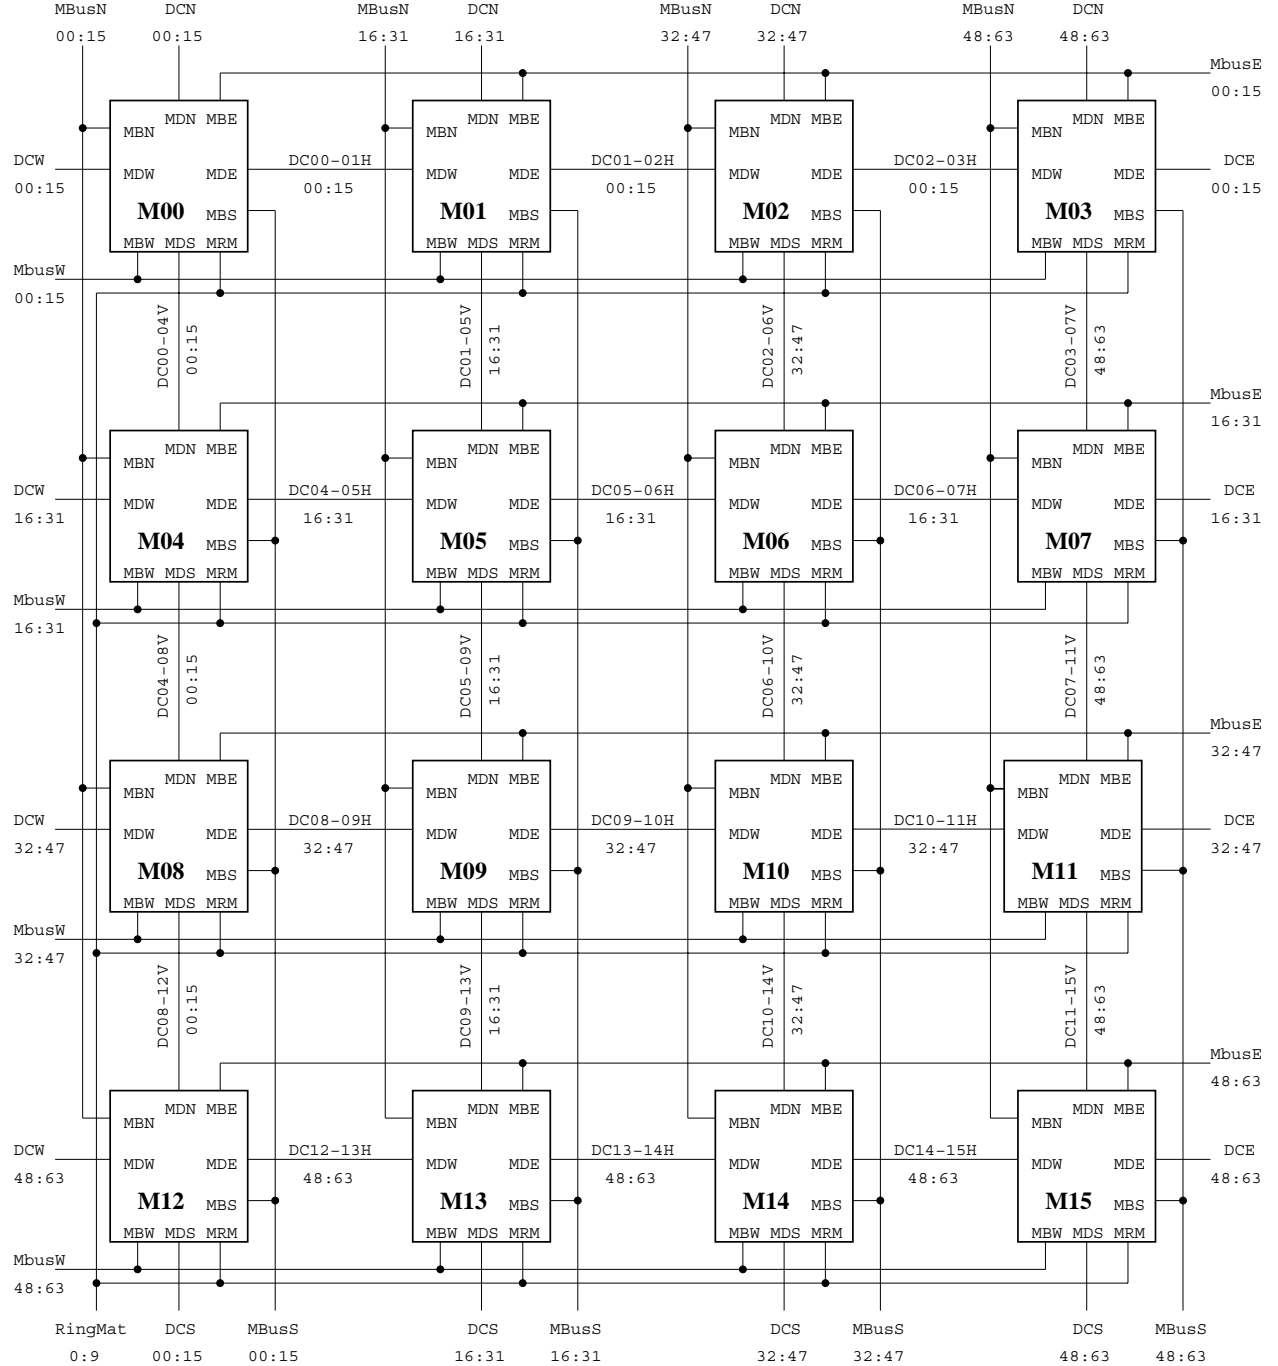 MBusN DCN MBusN DCN MBusN DCN MBusN DCN
00:15 00:15 16:31 16:31 32:47 32:47 48:63 48:63
MbusE
00:15
MDN MBE MDN MBE MDN MBE MDN MBE
MBN MBN MBN MBN
DCW DC00-01H DC01-02H DC02-03H DCE
MDW MDE MDW MDE MDW MDE MDW MDE
00:15 00:15 00:15 00:15 00:15
M00 MBS M01 MBS M02 MBS M03 MBS
MBW MDS MRM MBW MDS MRM MBW MDS MRM MBW MDS MRM
MbusW
00:15
DC00-04V 00:15 DC01-05V 16:31 DC02-06V 32:47 DC03-07V 48:63
MbusE
16:31
MDN MBE MDN MBE MDN MBE MDN MBE
MBN MBN MBN MBN
DCW DC04-05H DC05-06H DC06-07H DCE
MDW MDE MDW MDE MDW MDE MDW MDE
16:31 16:31 16:31 16:31 16:31
M04 MBS M05 MBS M06 MBS M07 MBS
MBW MDS MRM MBW MDS MRM MBW MDS MRM MBW MDS MRM
MbusW
16:31
DC04-08V 00:15 DC05-09V 16:31 DC06-10V 32:47 DC07-11V 48:63
MbusE
32:47
MDN MBE MDN MBE MDN MBE MDN MBE
MBN MBN MBN MBN
DCW DC08-09H DC09-10H DC10-11H DCE
MDW MDE MDW MDE MDW MDE MDW MDE
32:47 32:47 32:47 32:47 32:47
M08 MBS M09 MBS M10 MBS M11 MBS
MBW MDS MRM MBW MDS MRM MBW MDS MRM MBW MDS MRM
MbusW
32:47
DC08-12V 00:15 DC09-13V 16:31 DC10-14V 32:47 DC11-15V 48:63
MbusE
48:63
MDN MBE MDN MBE MDN MBE MDN MBE
MBN MBN MBN MBN
DCW DC12-13H DC13-14H DC14-15H DCE
MDW MDE MDW MDE MDW MDE MDW MDE
48:63 48:63 48:63 48:63 48:63
M12 MBS M13 MBS M14 MBS M15 MBS
MBW MDS MRM MBW MDS MRM MBW MDS MRM MBW MDS MRM
MbusW
48:63
RingMat DCS MBusS DCS MBusS DCS MBusS DCS MBusS
0:9 00:15 00:15 16:31 16:31 32:47 32:47 48:63 48:63